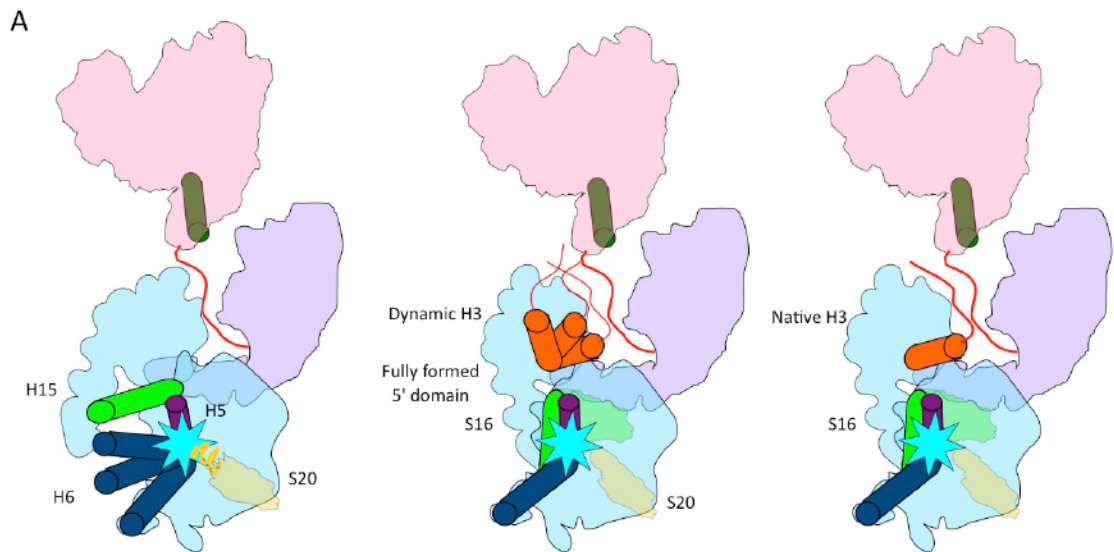 A
H15
H5
H6
S20
Dynamic H3
Fully formed
5' domain
S16
S20
Native H3
S16